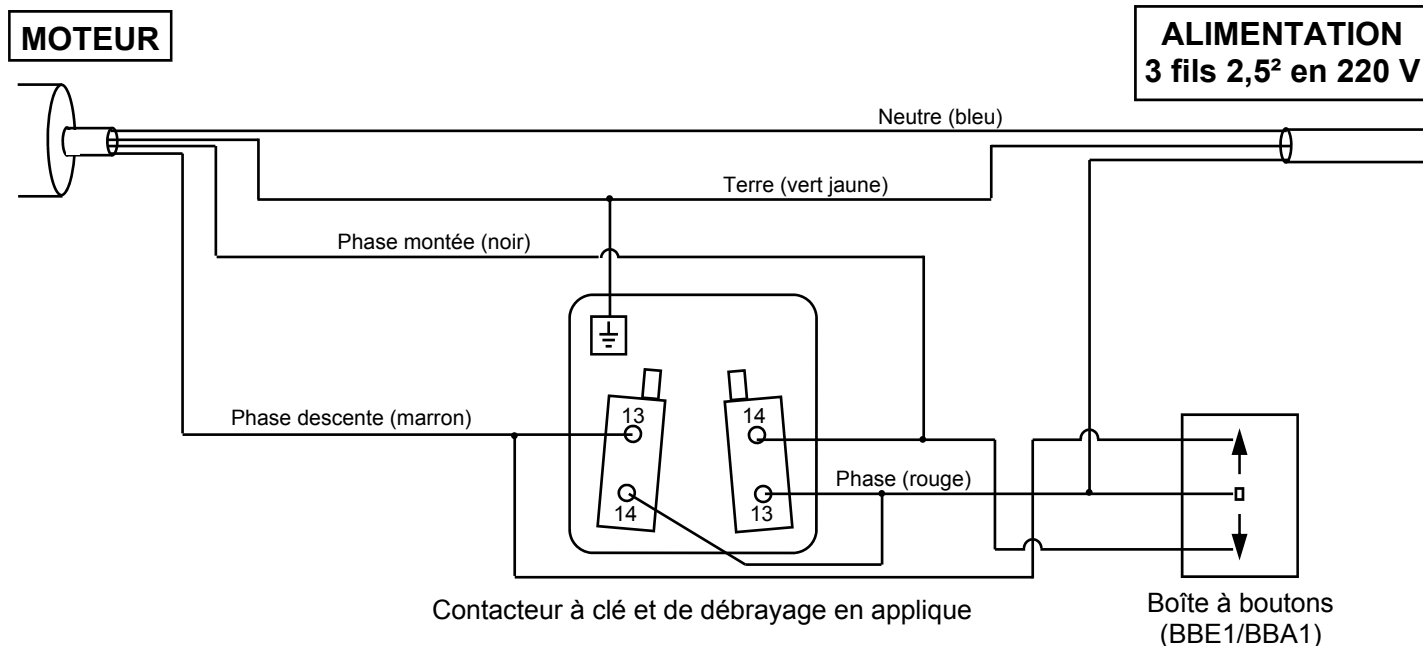 MOTEUR
ALIMENTATION
3 fils 2,5² en 220 V
Neutre (bleu)
Terre (vert jaune)
Phase montée (noir)
Phase descente (marron)
13
14
14
13
Phase (rouge)
Contacteur à clé et de débrayage en applique
Boîte à boutons
(BBE1/BBA1)